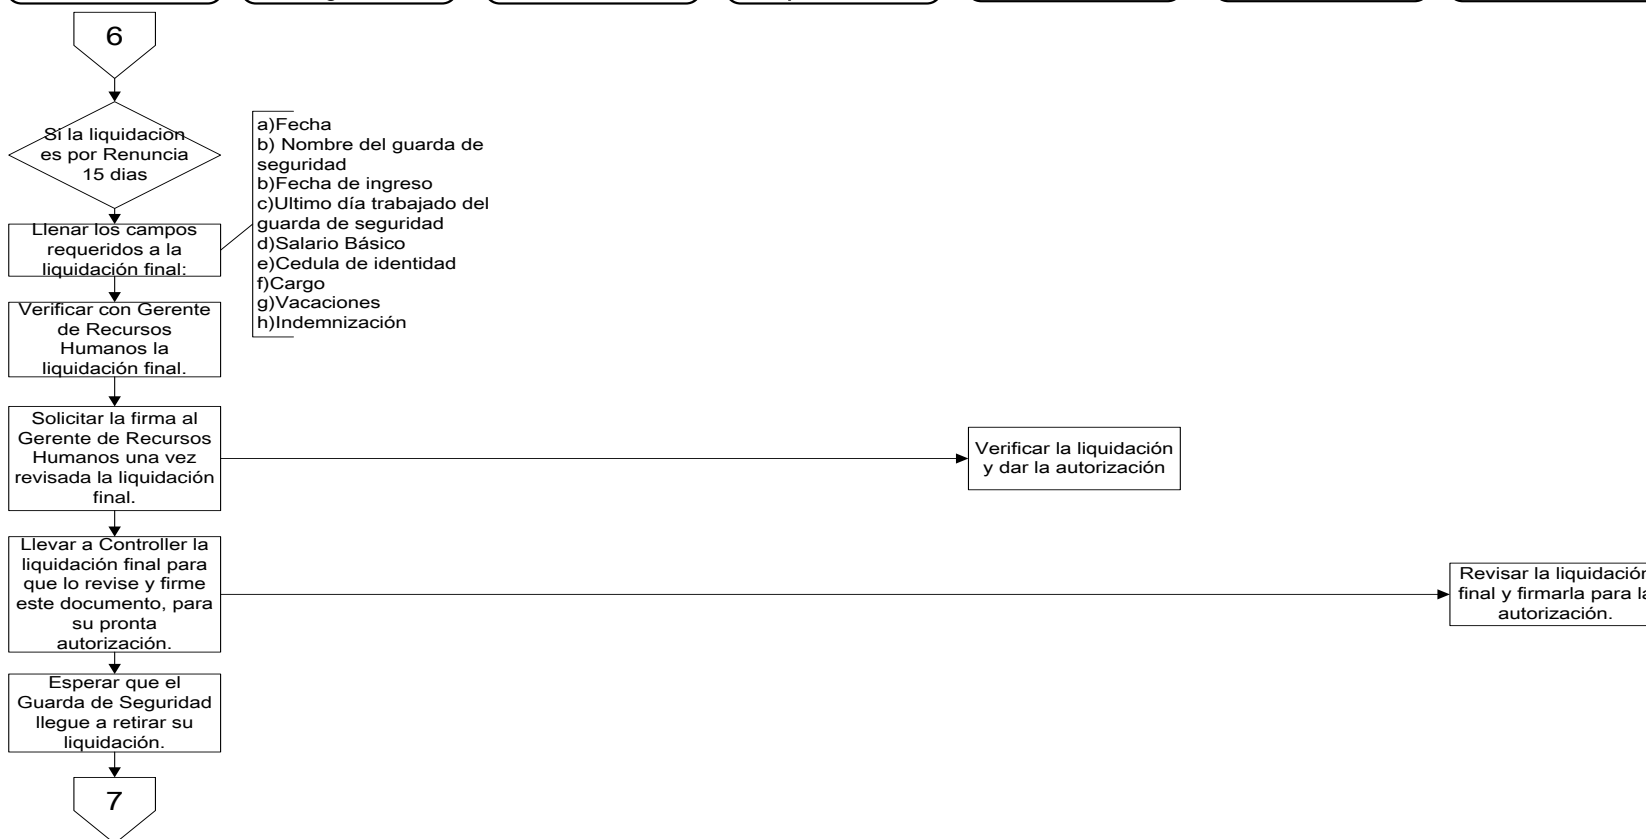 6
Si la liquidacion
es por Renuncia
15 dias
Llenar los campos
requeridos a la
liquidación final:
a)Fecha
b) Nombre del guarda de
seguridad
b)Fecha de ingreso
c)Ultimo día trabajado del
guarda de seguridad
d)Salario Básico
e)Cedula de identidad
f)Cargo
g)Vacaciones
h)Indemnización
Verificar con Gerente
de Recursos
Humanos la
liquidación final.
Solicitar la firma al
Gerente de Recursos
Humanos una vez
revisada la liquidación
final.
Verificar la liquidación
y dar la autorización
Llevar a Controller la
liquidación final para
que lo revise y firme
este documento, para
su pronta
autorización.
Revisar la liquidación
final y firmarla para la
autorización.
Esperar que el
Guarda de Seguridad
llegue a retirar su
liquidación.
7